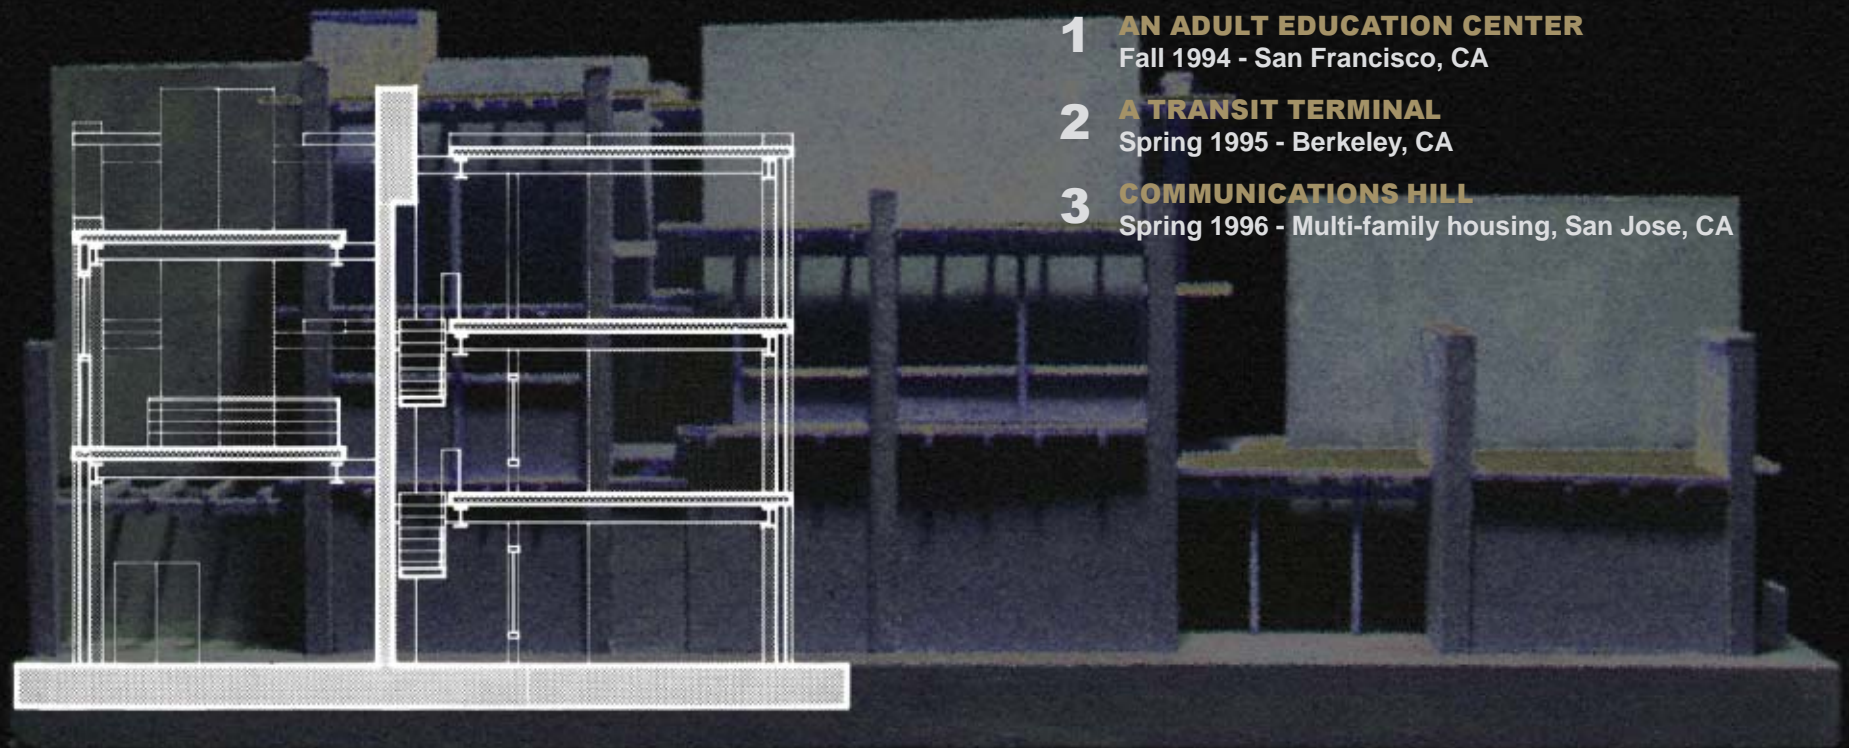 1 AN ADULT EDUCATION CENTER
Fall 1994 - San Francisco, CA
2 A TRANSIT TERMINAL
Spring 1995 - Berkeley, CA
3 COMMUNICATIONS HILL
Spring 1996 - Multi-family housing, San Jose, CA